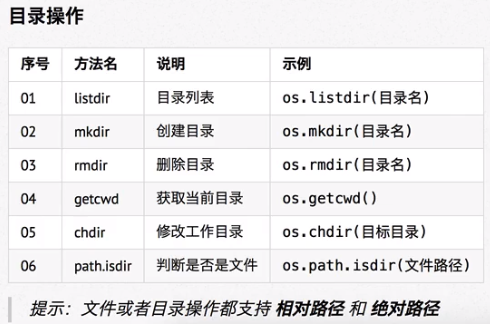 目录操作
序号 方法名 说明 示例
01 listdir 目录列表 os.listdir(目录名)
02 mkdir 创建目录 os.mkdir(目录名)
03 rmdir 删除目录 os.rmdir(目录名)
04 getcwd 获取当前目录 os.getcwd()
05 chdir 修改工作目录 os.chdir(目标目录)
06 path.isdir 判断是否是文件 os.path.isdir(文件路径)
提示：文件或者目录操作都支持 相对路径 和 绝对路径